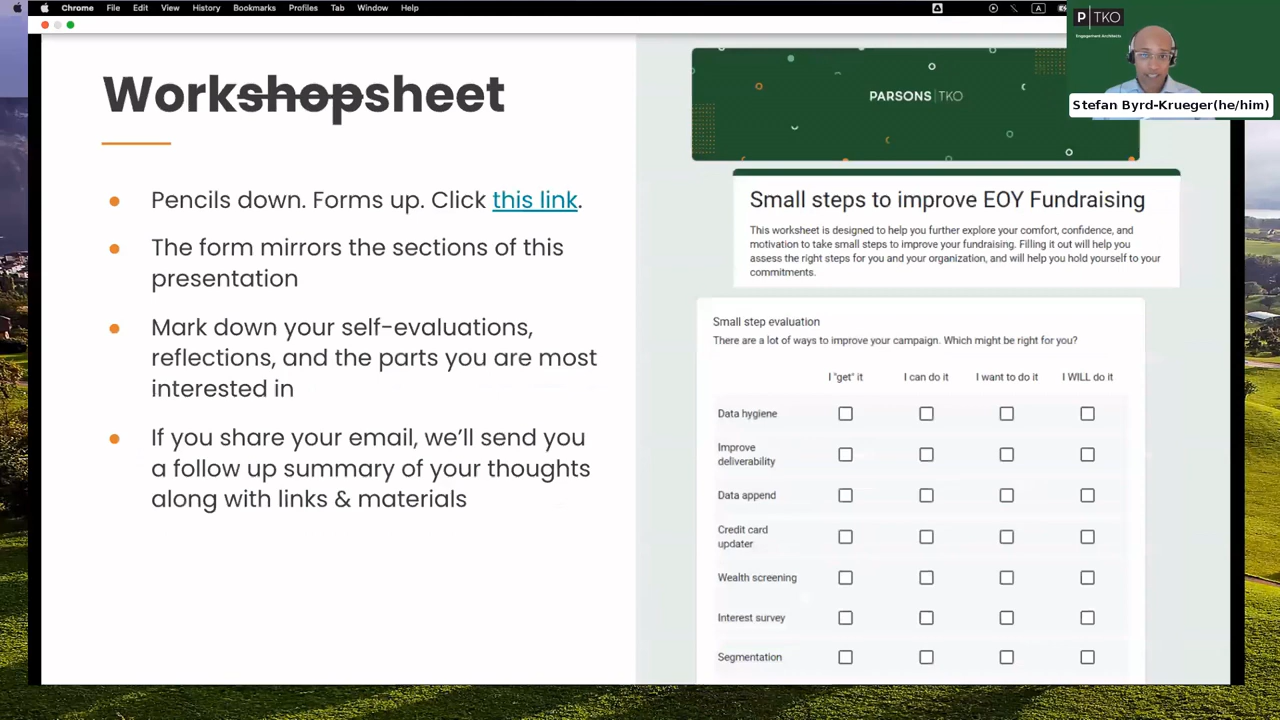 Chrome File Edit View History Bookmarks Profiles Tab Window Help
A
P TKO
Engagement Architects
Stefan Byrd-Krueger(he/him)
Workshopsheet
Pencils down. Forms up. Click this link.
The form mirrors the sections of this
presentation
Mark down your self-evaluations,
reflections, and the parts you are most
interested in
If you share your email, we’ll send you
a follow up summary of your thoughts
along with links & materials
PARSONS TKO
Small steps to improve EOY Fundraising
This worksheet is designed to help you further explore your comfort, confidence, and
motivation to take small steps to improve your fundraising. Filling it out will help you
assess the right steps for you and your organization, and will help you hold yourself to your
commitments.
Small step evaluation
There are a lot of ways to improve your campaign. Which might be right for you?
I "get" it I can do it I want to do it I WILL do it
Data hygiene
Improve
deliverability
Data append
Credit card
updater
Wealth screening
Interest survey
Segmentation